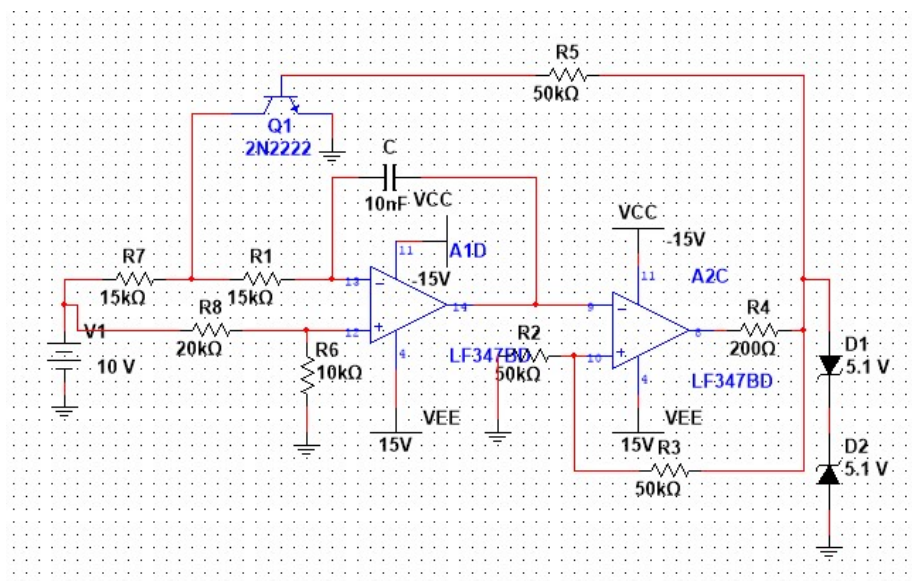 R5
50kΩ
Q1
2N2222
C
10nF
VCC
-15V
11
A1D
13
12
14
4
LF347BD
VEE
15V
R7
15kΩ
R1
15kΩ
R8
20kΩ
V1
10 V
R6
10kΩ
VCC
-15V
11
A2C
9
10
8
4
LF347BD
VEE
15V
R2
50kΩ
R4
200Ω
R3
50kΩ
D1
5.1 V
D2
5.1 V